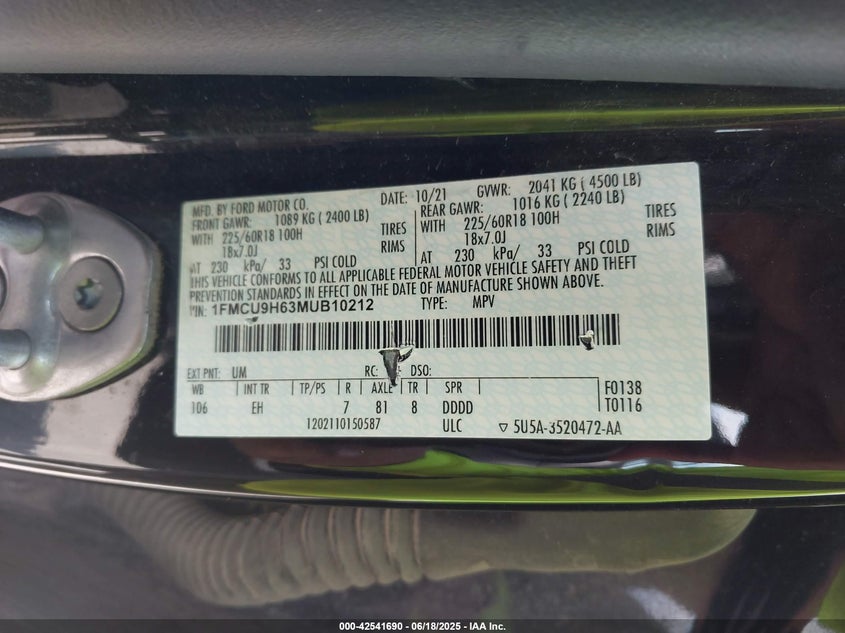 MFD. BY FORD MOTOR CO. DATE: 10/21 GVWR: 2041 KG ( 4500 LB)
FRONT GAWR: 1089 KG ( 2400 LB) REAR GAWR: 1016 KG ( 2240 LB)
WITH 225/60R18 100H TIRES WITH 225/60R18 100H TIRES
18x7.0J RIMS 18x7.0J RIMS
AT 230 kPa/ 33 PSI COLD AT 230 kPa/ 33 PSI COLD
THIS VEHICLE CONFORMS TO ALL APPLICABLE FEDERAL MOTOR VEHICLE SAFETY AND THEFT
PREVENTION STANDARDS IN EFFECT ON THE DATE OF MANUFACTURE SHOWN ABOVE.
VIN: 1FMCU9H63MUB10212 TYPE: MPV
EXT PNT: UM RC: DSO:
WB INT TR TP/PS R AXLE TR SPR F0138
106 EH 7 81 8 DDDD T0116
1202110150587 ULC ▽ 5U5A-3520472-AA
000-42541690 - 06/18/2025 - IAA Inc.